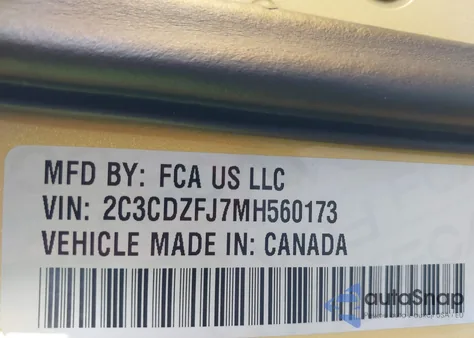 MFD BY: FCA US LLC
VIN: 2C3CDZFJ7MH560173
VEHICLE MADE IN: CANADA
autoSnap